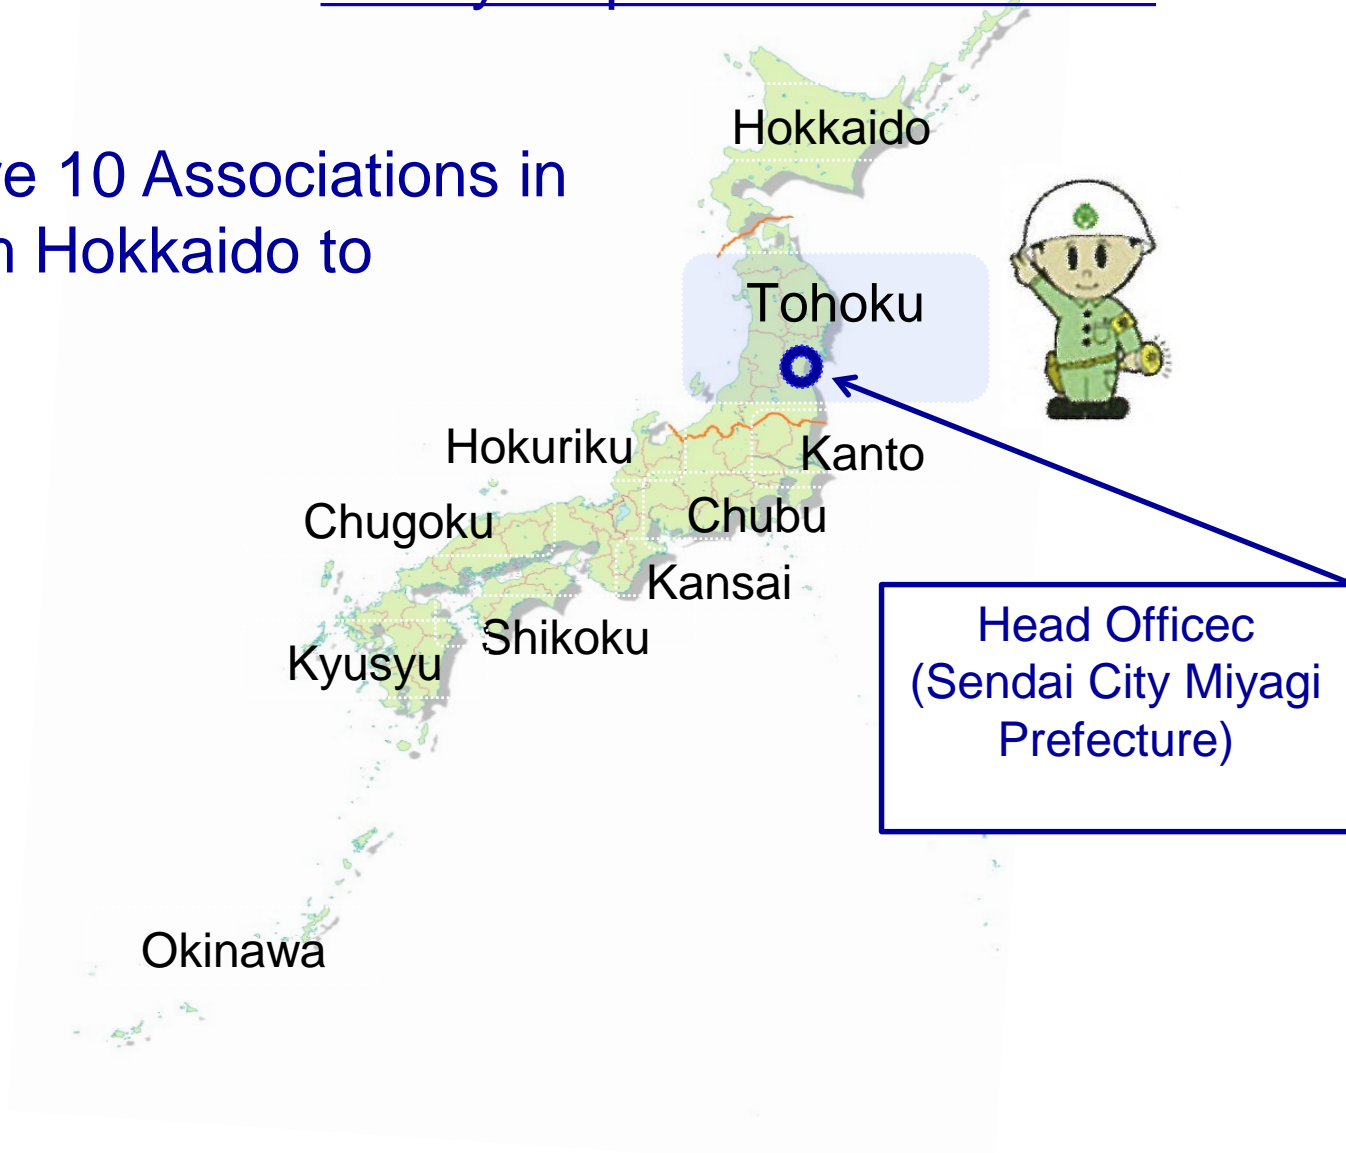 10 Associations in
Hokkaido to
Hokkaido
Tohoku
Hokuriku
Kanto
Chugoku
Chubu
Kansai
Shikoku
Kyusyu
Head Officec
(Sendai City Miyagi
Prefecture)
Okinawa